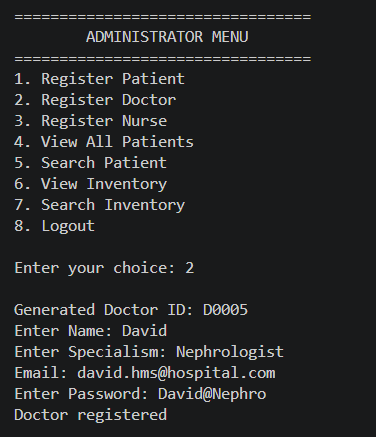 =================================
ADMINISTRATOR MENU
=================================
1. Register Patient
2. Register Doctor
3. Register Nurse
4. View All Patients
5. Search Patient
6. View Inventory
7. Search Inventory
8. Logout
Enter your choice: 2
Generated Doctor ID: D0005
Enter Name: David
Enter Specialism: Nephrologist
Email: david.hms@hospital.com
Enter Password: David@Nephro
Doctor registered